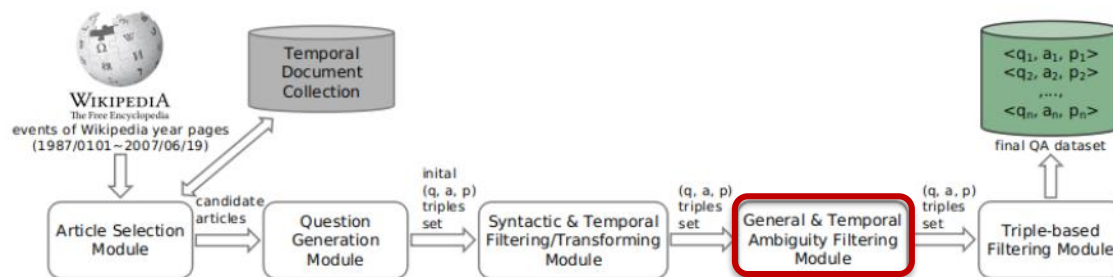 WIKIPEDIA
The Free Encyclopedia
events of Wikipedia year pages
(1987/0101~2007/06/19)
Temporal
Document
Collection
<q1, a1, p1>
<q2, a2, p2>
,...,
<qn, an, pn>
final QA dataset
Article Selection
Module
candidate
articles
Question
Generation
Module
inital
(q, a, p)
triples
set
Syntactic & Temporal
Filtering/Transforming
Module
(q, a, p)
triples
set
General & Temporal
Ambiguity Filtering
Module
(q, a, p)
triples
set
Triple-based
Filtering Module